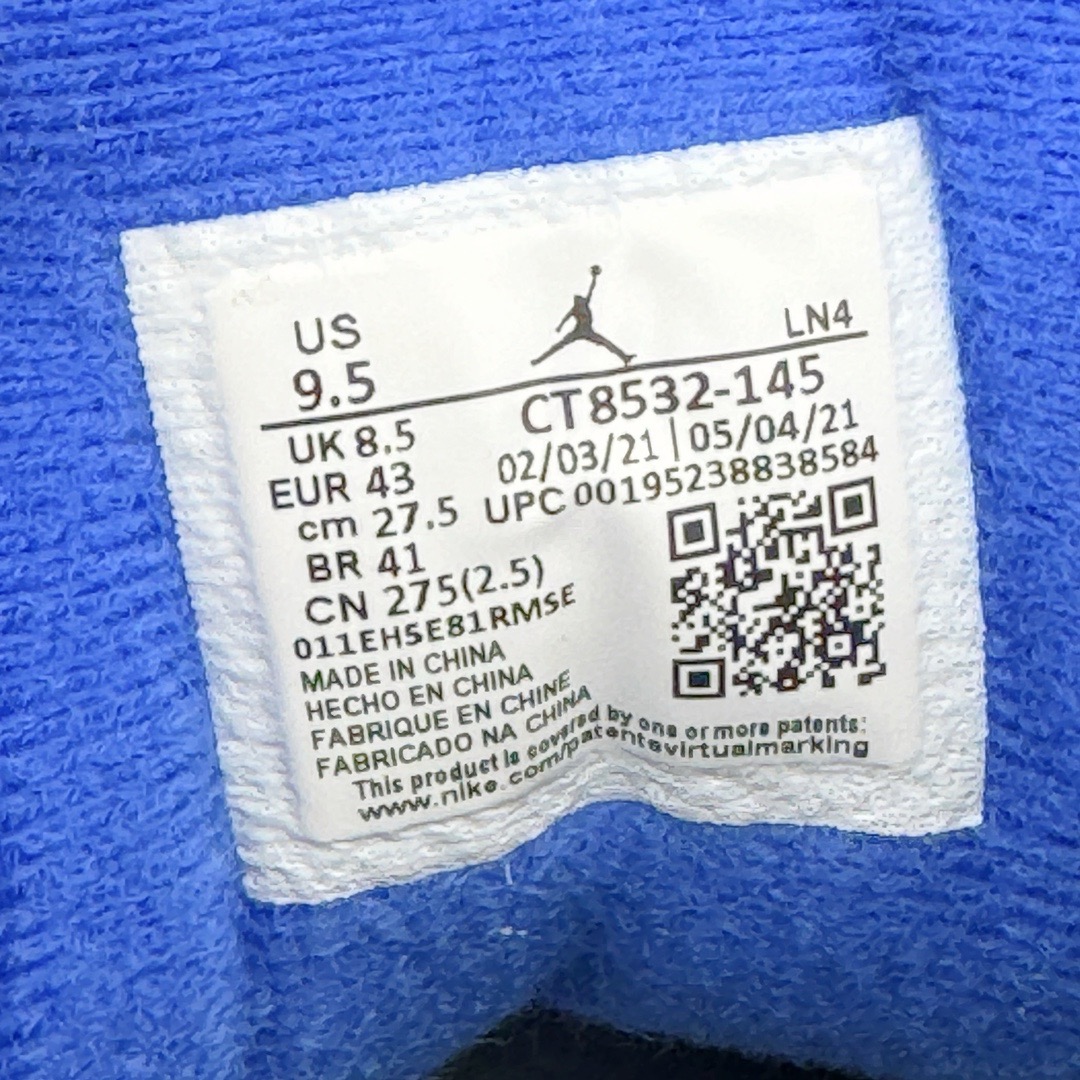 US
LN4
9.5
CT8532-145
UK 8.5
02/03/21 | 05/04/21
EUR 43
UPC 00195238838584
cm 27.5
BR 41
CN 275(2.5)
011EHSE81RMSE
MADE IN CHINA
HECHO EN CHINA
FABRIQUE EN CHINE
FABRICADO NA CHINA
This product is covered by one or more patents:
www.nike.com/patentsvirtualmarking